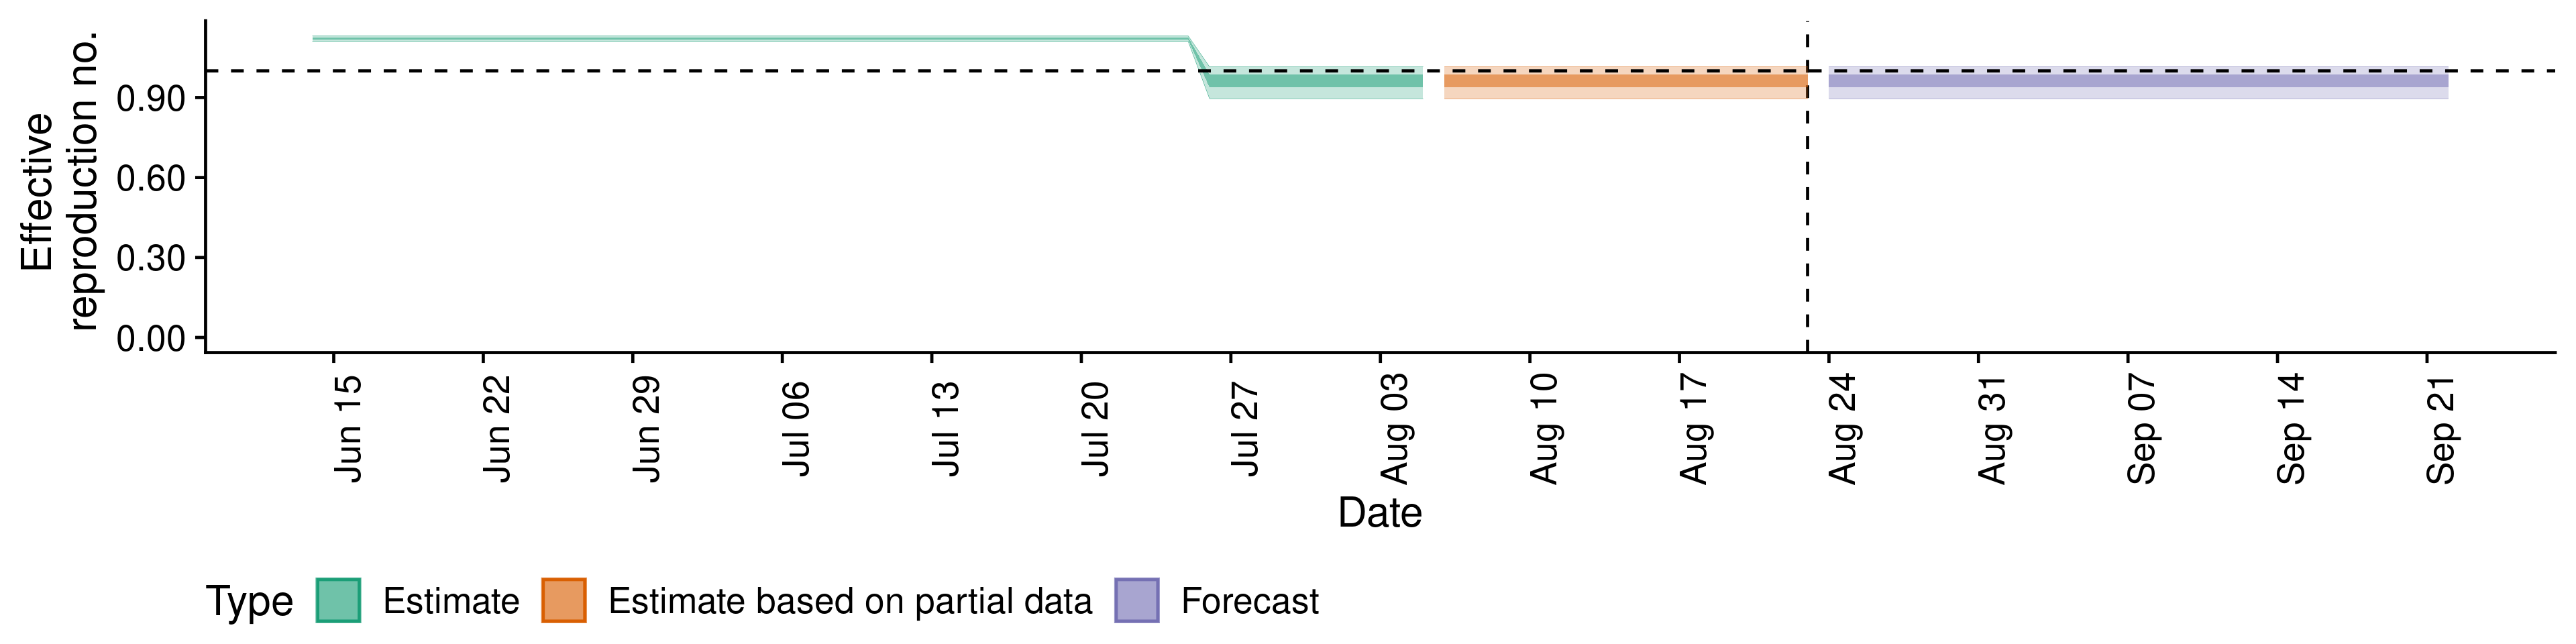 Effective
reproduction no.
0.90
0.60
0.30
0.00
Jun 15
Jun 22
Jun 29
Jul 06
Jul 13
Jul 20
Jul 27
Aug 03
Aug 10
Aug 17
Aug 24
Aug 31
Sep 07
Sep 14
Sep 21
Date
Type Estimate Estimate based on partial data Forecast